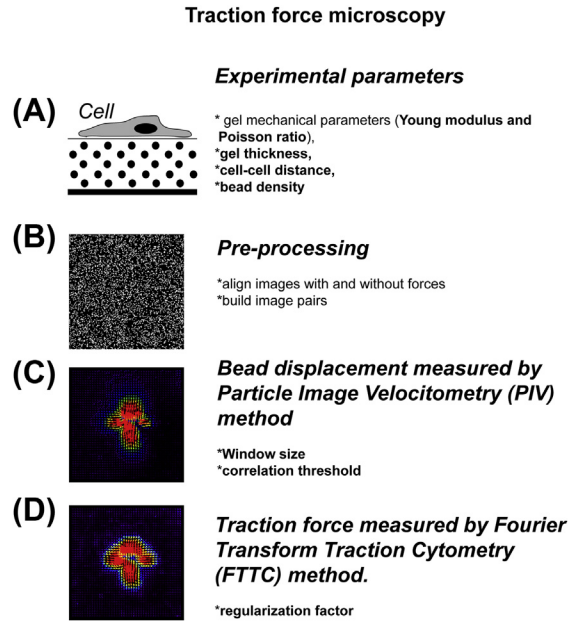 Traction force microscopy
Experimental parameters
(A)
Cell
* gel mechanical parameters (Young modulus and
Poisson ratio),
*gel thickness,
*cell-cell distance,
*bead density
(B)
Pre-processing
*align images with and without forces
*build image pairs
(C)
Bead displacement measured by
Particle Image Velocitometry (PIV)
method
*Window size
*correlation threshold
(D)
Traction force measured by Fourier
Transform Traction Cytometry
(FTTC) method.
*regularization factor